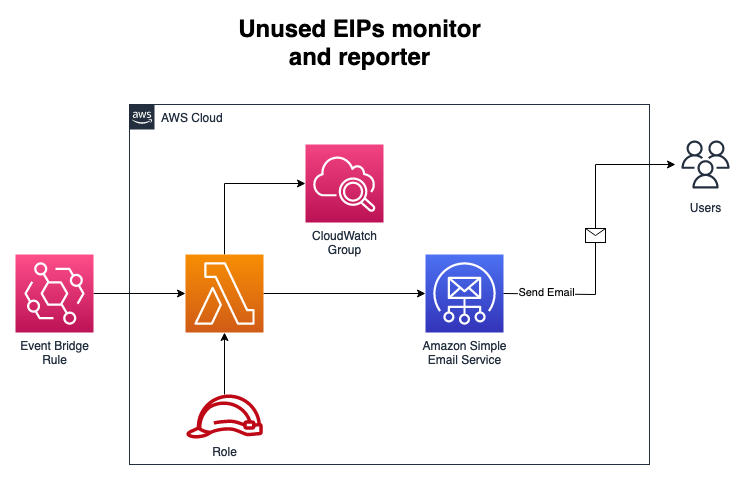 Unused EIPs monitor
and reporter
aws
AWS Cloud
CloudWatch
Group
Users
Send Email
Event Bridge
Rule
Amazon Simple
Email Service
Role